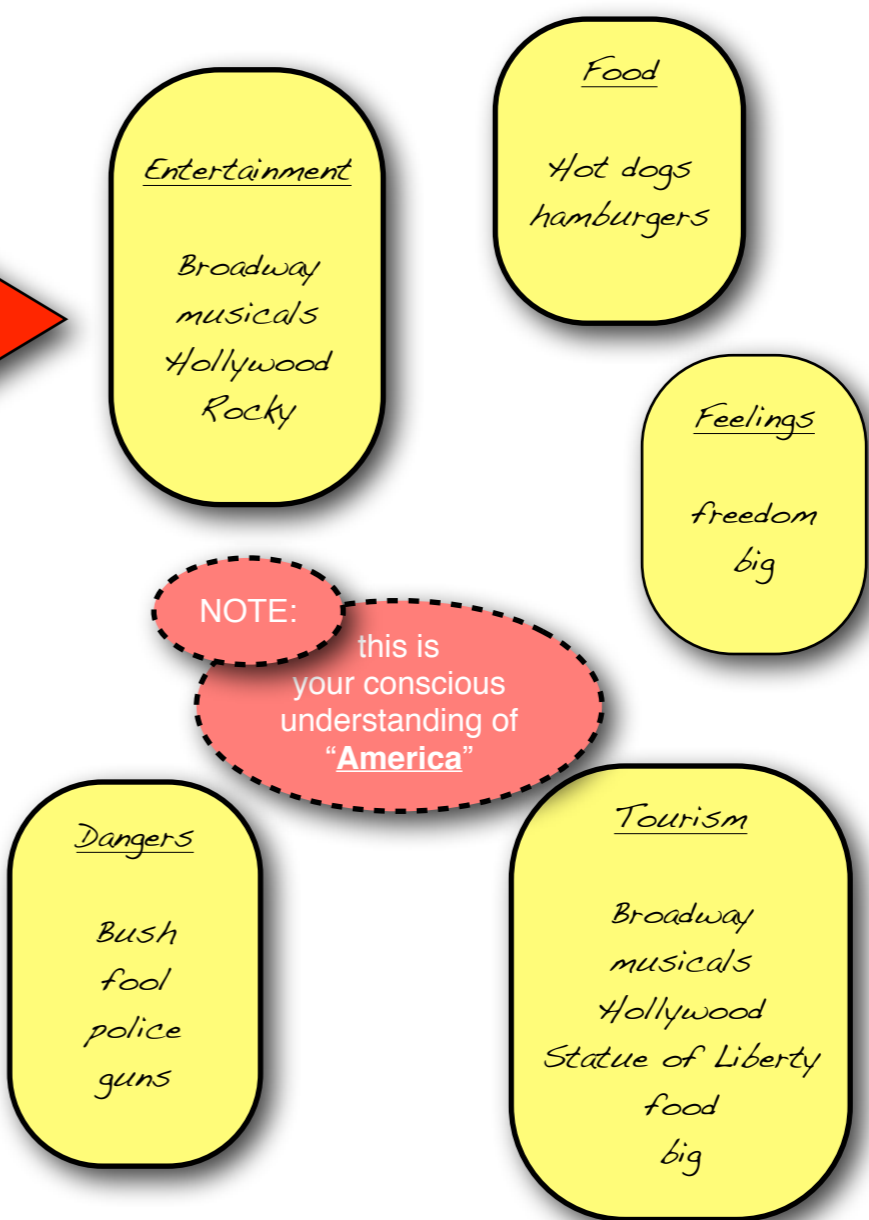 Entertainment
Broadway
musicals
Hollywood
Rocky
Food
Hot dogs
hamburgers
Feelings
freedom
big
NOTE:
this is
your conscious
understanding of
“America”
Dangers
Bush
fool
police
guns
Tourism
Broadway
musicals
Hollywood
Statue of Liberty
food
big